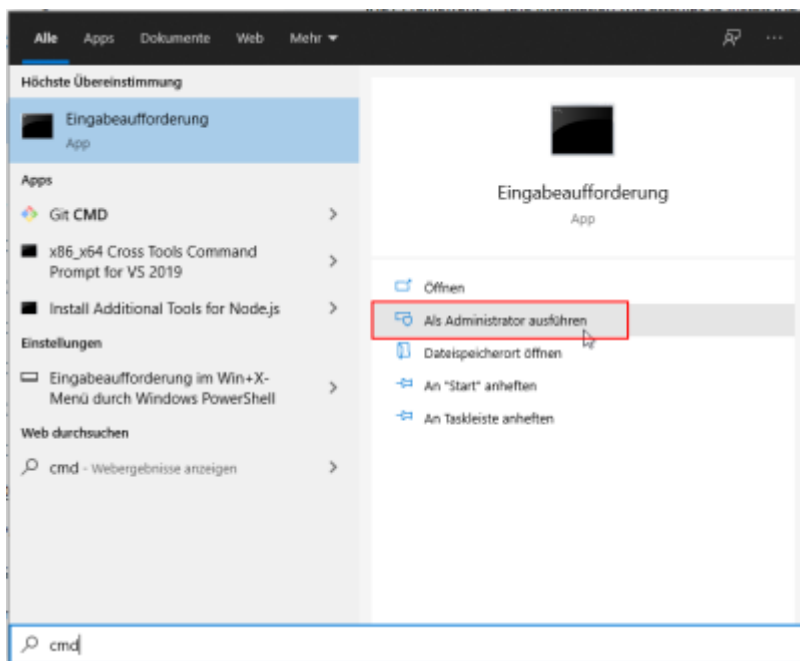 Alle Apps Dokumente Web Mehr
Höchste Übereinstimmung
Eingabeaufforderung
App
Apps
Git CMD
x86_x64 Cross Tools Command
Prompt for VS 2019
Install Additional Tools for Node.js
Einstellungen
Eingabeaufforderung im Win+X-
Menü durch Windows PowerShell
Web durchsuchen
cmd - Webergebnisse anzeigen
Eingabeaufforderung
App
Öffnen
Als Administrator ausführen
Dateispeicherort öffnen
An "Start" anheften
An Taskleiste anheften
cmd